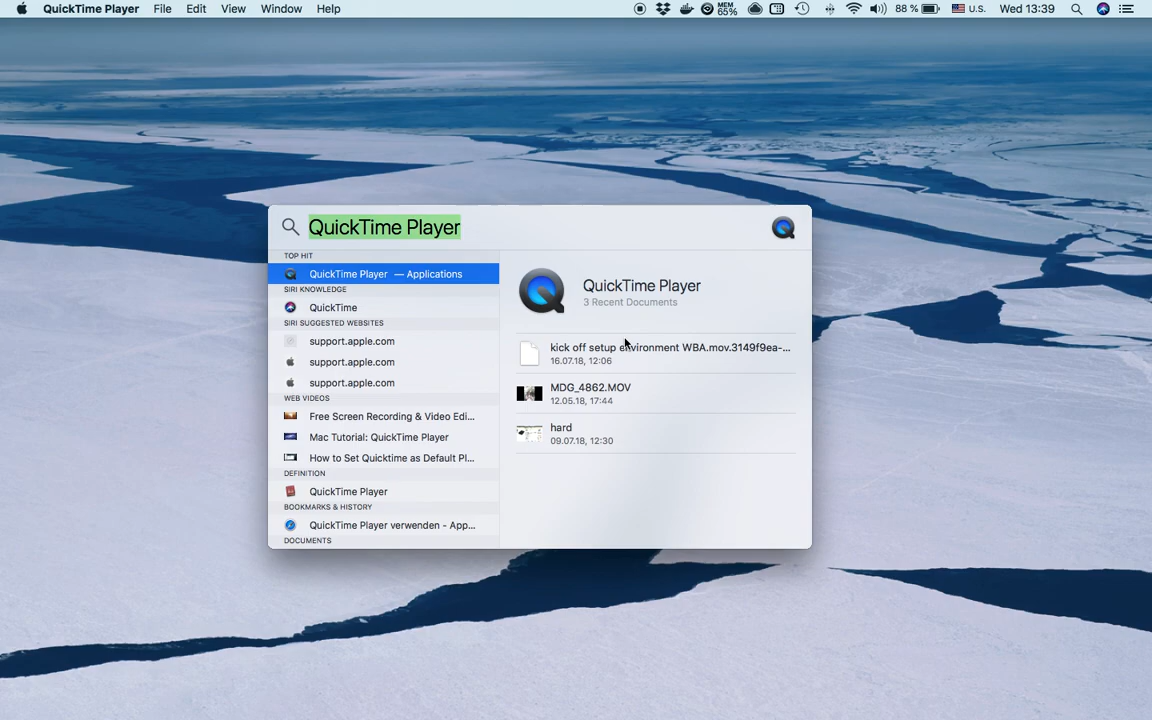 QuickTime Player File Edit View Window Help MEM 65% 88 % U.S. Wed 13:39
QuickTime Player
TOP HIT
QuickTime Player — Applications
SIRI KNOWLEDGE
QuickTime
SIRI SUGGESTED WEBSITES
support.apple.com
support.apple.com
support.apple.com
WEB VIDEOS
Free Screen Recording & Video Edi...
Mac Tutorial: QuickTime Player
How to Set Quicktime as Default Pl...
DEFINITION
QuickTime Player
BOOKMARKS & HISTORY
QuickTime Player verwenden - App...
DOCUMENTS
QuickTime Player
3 Recent Documents
kick off setup environment WBA.mov.3149f9ea-...
16.07.18, 12:06
MDG_4862.MOV
12.05.18, 17:44
hard
09.07.18, 12:30